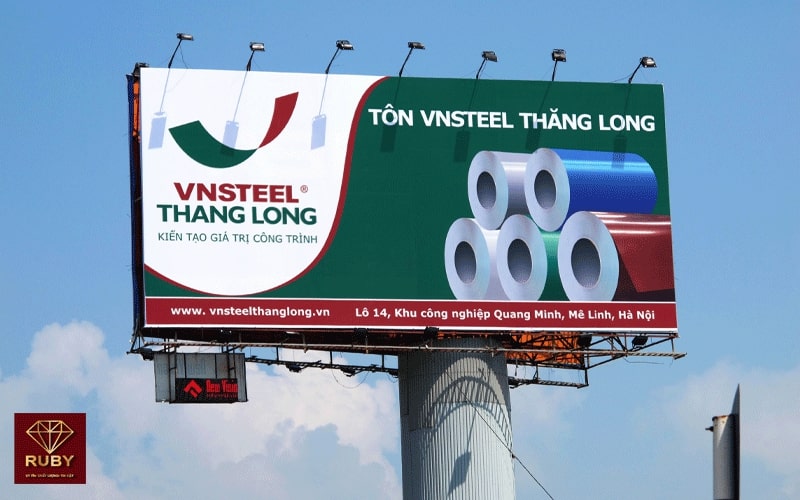 TÔN VNSTEEL THĂNG LONG
VNSTEEL®
THANG LONG
KIẾN TẠO GIÁ TRỊ CÔNG TRÌNH
www. vnsteelthanglong.vn
Lô 14, Khu công nghiệp Quang Minh, Mê Linh, Hà Nội
RUBY